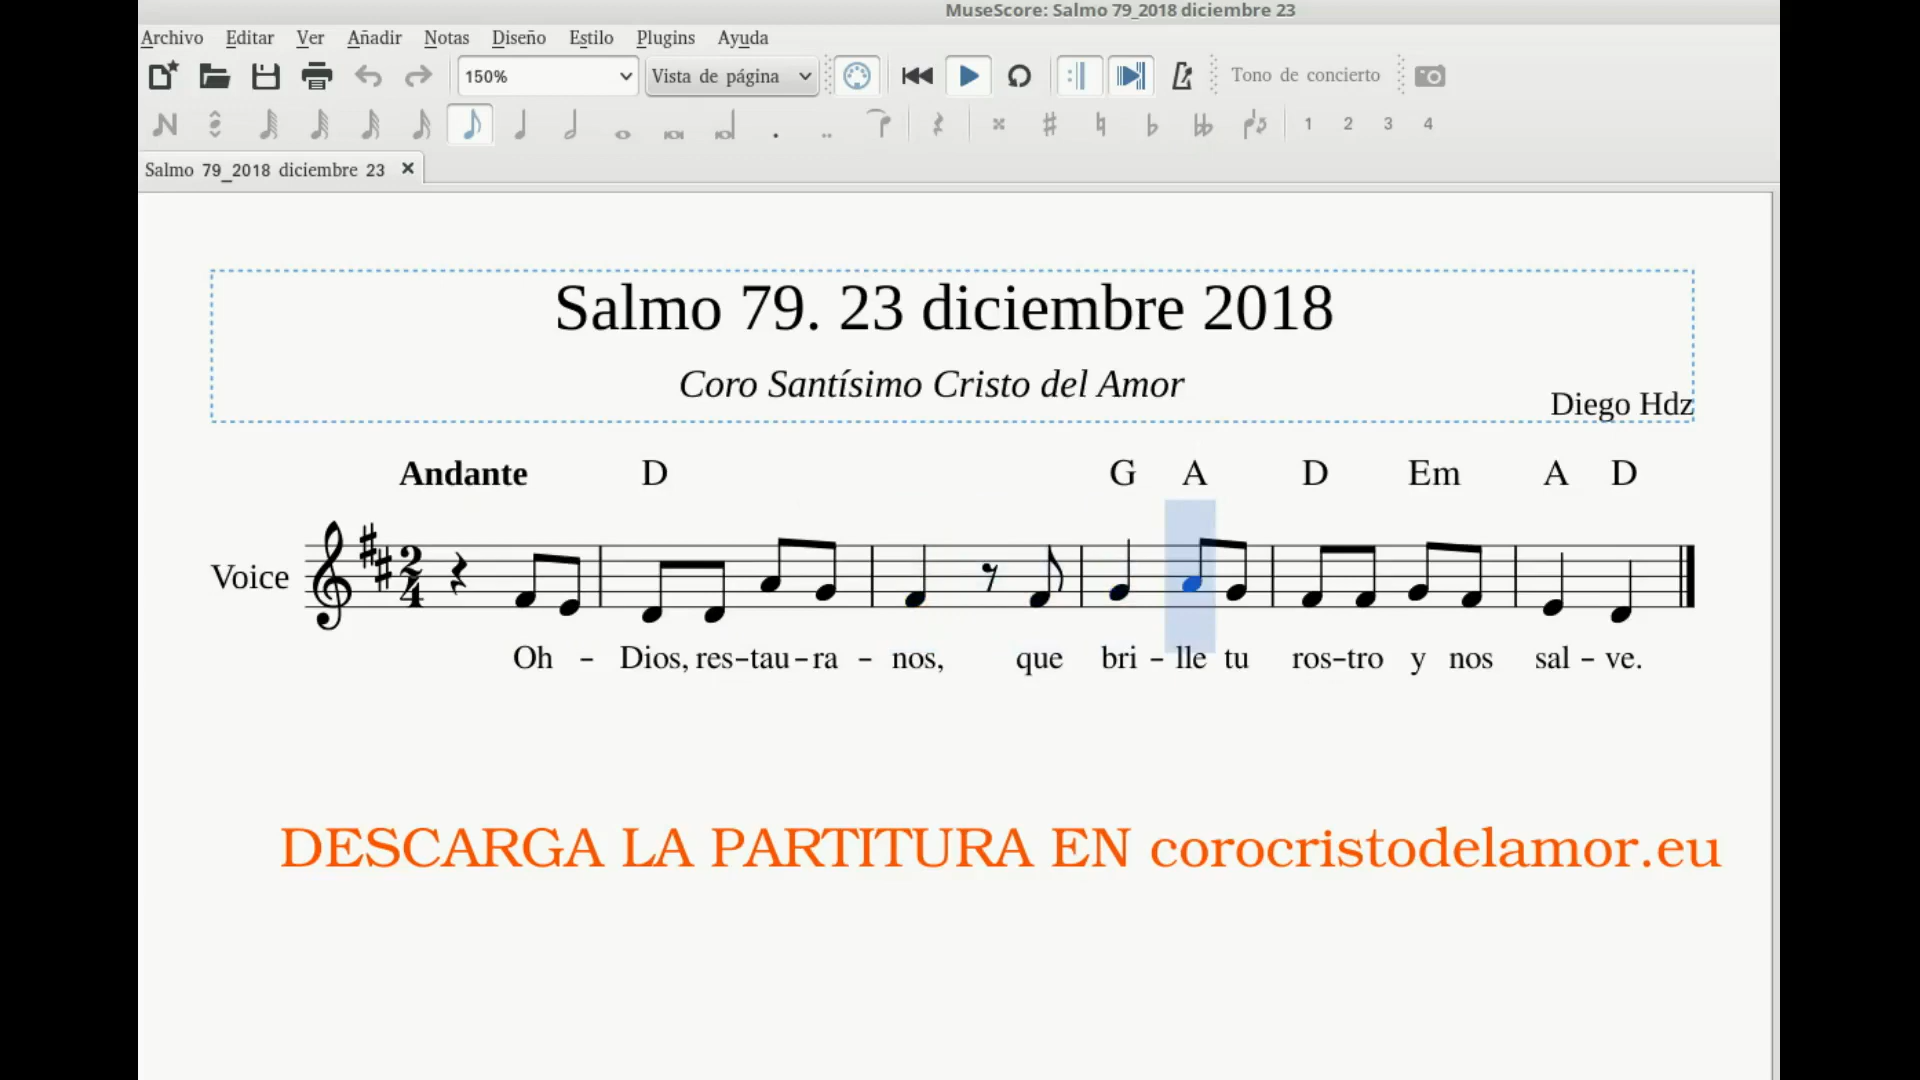 MuseScore: Salmo 79_2018 diciembre 23
Archivo Editar Ver Añadir Notas Diseño Estilo Plugins Ayuda
150% Vista de página Tono de concierto
1 2 3 4
Salmo 79_2018 diciembre 23
Salmo 79. 23 diciembre 2018
Coro Santísimo Cristo del Amor
Diego Hdz
Andante D G A D Em A D
Voice
Oh - Dios, res-tau-ra - nos, que bri - lle tu ros-tro y nos sal - ve.
DESCARGA LA PARTITURA EN corocristodelamor.eu